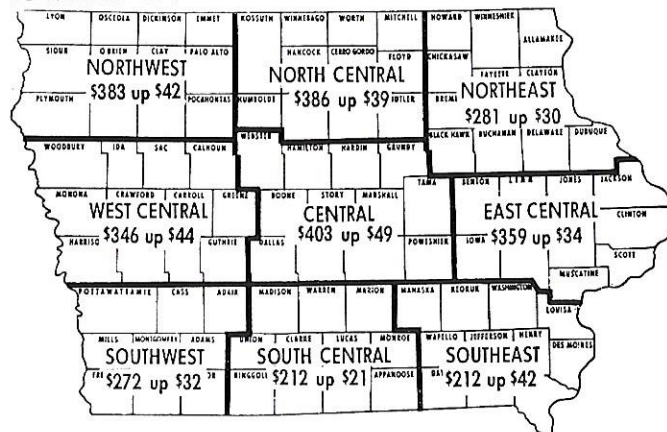 LYON OSCEOLA DICKINSON EMMET KOSSUTH WINNEBAGO WORTH MITCHELL HOWARD WINNESHIEK ALLAMAKEE
SIOUX O'BRIEN CLAY PALO ALTO HANCOCK CERRO GORDO FLOYD CHICKASAW
NORTHWEST
$383 up $42
PLYMOUTH POCAHONTAS
NORTH CENTRAL
$386 up $39
HUMBOLDT
FAYETTE CLAYTON
NORTHEAST
$281 up $30
WOODBURY IDA SAC CALHOUN WEBSTER HAMILTON HARDIN GRUNDY BLACK HAWK BUCHANAN DELAWARE DUBUQUE
MONONA CRAWFORD CARROLL GREENE BOONE STORY MARSHALL TAMA BENTON LINN JONES JACKSON
WEST CENTRAL
$346 up $44
GUTHRIE
CENTRAL
$403 up $49
DALLAS POWESHIEK
EAST CENTRAL
$359 up $34
IOWA CLINTON SCOTT MUSCATINE
POTTAWATTAMIE CASS ADAIR MADISON WARREN MARION MAHASKA KEOKUK WASHINGTON LOUISA
MILLS MONTGOMERY ADAMS UNION CLARKE LUCAS MONROE WAPELLO JEFFERSON HENRY DES MOINES
SOUTHWEST
$272 up $32
SOUTH CENTRAL
$212 up $21
APPANOOSE
SOUTHEAST
$212 up $42